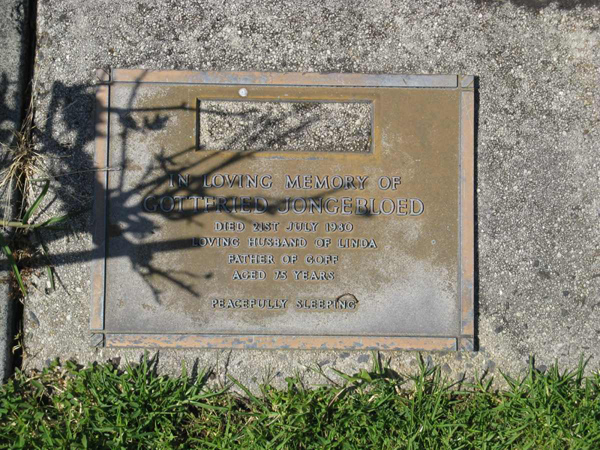 IN LOVING MEMORY OF
GOTTFRIED JONGEBLOED
DIED 21ST JULY 1980
LOVING HUSBAND OF LINDA
FATHER OF GOFF
AGED 75 YEARS
PEACEFULLY SLEEPING